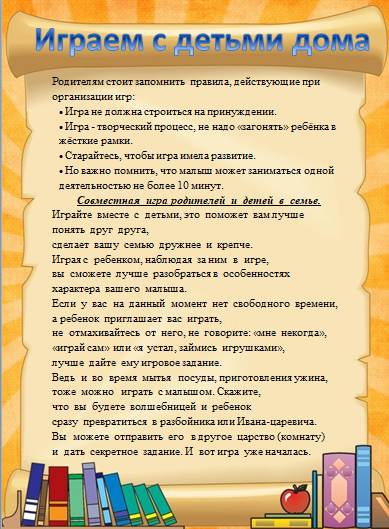 Играем с детьми дома
Родителям стоит запомнить правила, действующие при
организации игр:
• Игра не должна строиться на принуждении.
• Игра - творческий процесс, не надо «загонять» ребёнка в
жёсткие рамки.
• Старайтесь, чтобы игра имела развитие.
• Но важно помнить, что малыш может заниматься одной
деятельностью не более 10 минут.
Совместная игра родителей и детей в семье.
Играйте вместе с детьми, это поможет вам лучше
понять друг друга,
сделает вашу семью дружнее и крепче.
Играя с ребенком, наблюдая за ним в игре,
вы сможете лучше разобраться в особенностях
характера вашего малыша.
Если у вас на данный момент нет свободного времени,
а ребенок приглашает вас играть,
не отмахивайтесь от него, не говорите: «мне некогда»,
«играй сам» или «я устал, займись игрушками»,
лучше дайте ему игровое задание.
Ведь и во время мытья посуды, приготовления ужина,
тоже можно играть с малышом. Скажите,
что вы будете волшебницей и ребенок
сразу превратиться в разбойника или Ивана-царевича.
Вы можете отправить его в другое царство (комнату)
и дать секретное задание. И вот игра уже началась.